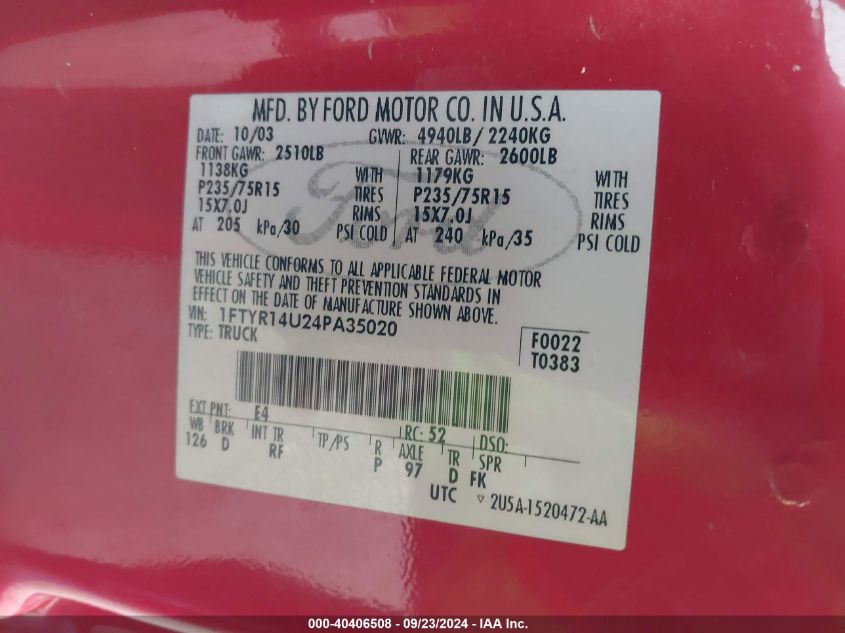 MFD. BY FORD MOTOR CO. IN U.S.A.
DATE: 10/03 GVWR: 4940LB/ 2240KG
FRONT GAWR: 2510LB REAR GAWR: 2600LB
1138KG WITH 1179KG WITH
P235/75R15 TIRES P235/75R15 TIRES
15X7.0J RIMS 15X7.0J RIMS
AT 205 kPa/30 PSI COLD AT 240 kPa/35 PSI COLD
Ford
THIS VEHICLE CONFORMS TO ALL APPLICABLE FEDERAL MOTOR
VEHICLE SAFETY AND THEFT PREVENTION STANDARDS IN
EFFECT ON THE DATE OF MANUFACTURE SHOWN ABOVE.
VIN: 1FTYR14U24PA35020
TYPE: TRUCK
F0022
T0383
EXT PNT: E4 RC: 52 DSO:
WB BRK INT TR TP/PS R AXLE TR SPR
126 D RF P 97 D FK
UTC ▽ 2U5A-1520472-AA
000-40406508 - 09/23/2024 - IAA Inc.